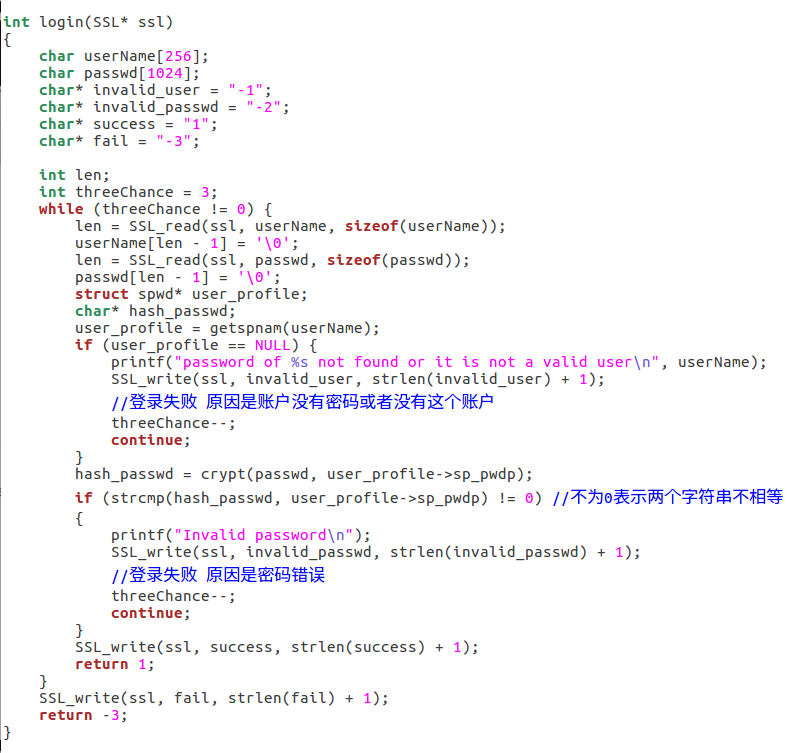 int login(SSL* ssl)
{
    char userName[256];
    char passwd[1024];
    char* invalid_user = "-1";
    char* invalid_passwd = "-2";
    char* success = "1";
    char* fail = "-3";

    int len;
    int threeChance = 3;
    while (threeChance != 0) {
        len = SSL_read(ssl, userName, sizeof(userName));
        userName[len - 1] = '\0';
        len = SSL_read(ssl, passwd, sizeof(passwd));
        passwd[len - 1] = '\0';
        struct spwd* user_profile;
        char* hash_passwd;
        user_profile = getspnam(userName);
        if (user_profile == NULL) {
            printf("password of %s not found or it is not a valid user\n", userName);
            SSL_write(ssl, invalid_user, strlen(invalid_user) + 1);
            //登录失败 原因是账户没有密码或者没有这个账户
            threeChance--;
            continue;
        }
        hash_passwd = crypt(passwd, user_profile->sp_pwdp);
        if (strcmp(hash_passwd, user_profile->sp_pwdp) != 0) //不为0表示两个字符串不相等
        {
            printf("Invalid password\n");
            SSL_write(ssl, invalid_passwd, strlen(invalid_passwd) + 1);
            //登录失败 原因是密码错误
            threeChance--;
            continue;
        }
        SSL_write(ssl, success, strlen(success) + 1);
        return 1;
    }
    SSL_write(ssl, fail, strlen(fail) + 1);
    return -3;
}